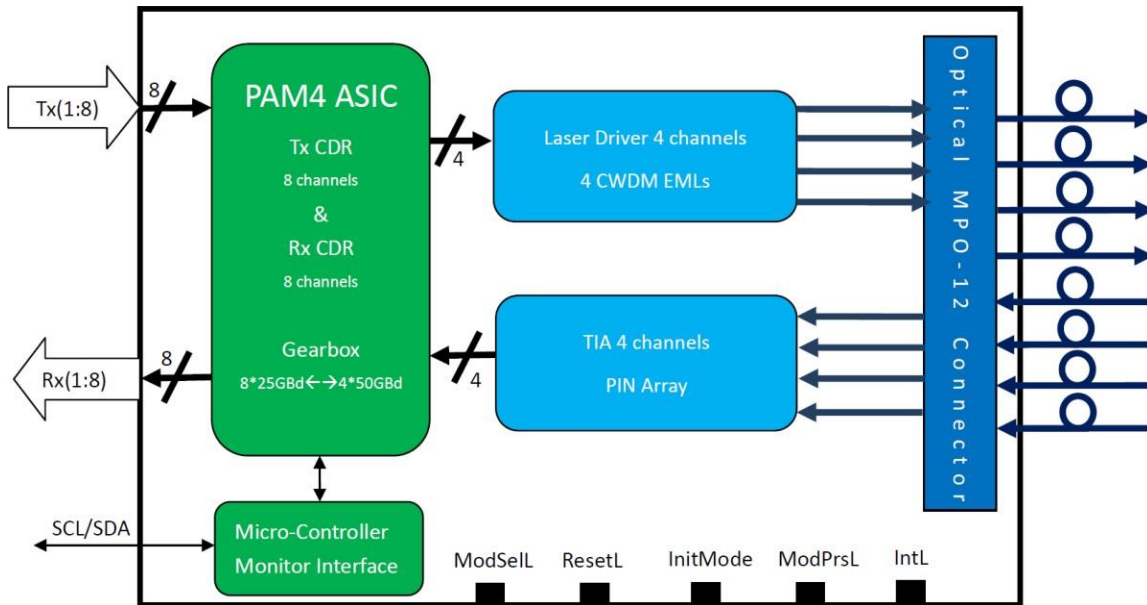 Tx(1:8)
8
PAM4 ASIC
Tx CDR
8 channels
&
Rx CDR
8 channels
Gearbox
8*25GBd←→4*50GBd
4
Laser Driver 4 channels
4 CWDM EMLs
Optical MPO-12 Connector
Rx(1:8)
8
4
TIA 4 channels
PIN Array
SCL/SDA
Micro-Controller
Monitor Interface
ModSelL
ResetL
InitMode
ModPrsL
IntL